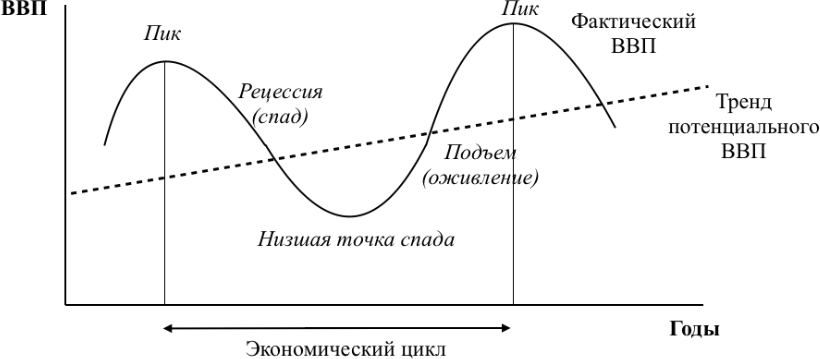 ВВП
Пик
Пик
Фактический
ВВП
Рецессия
(спад)
Тренд
потенциального
ВВП
Подъем
(оживление)
Низшая точка спада
Годы
Экономический цикл